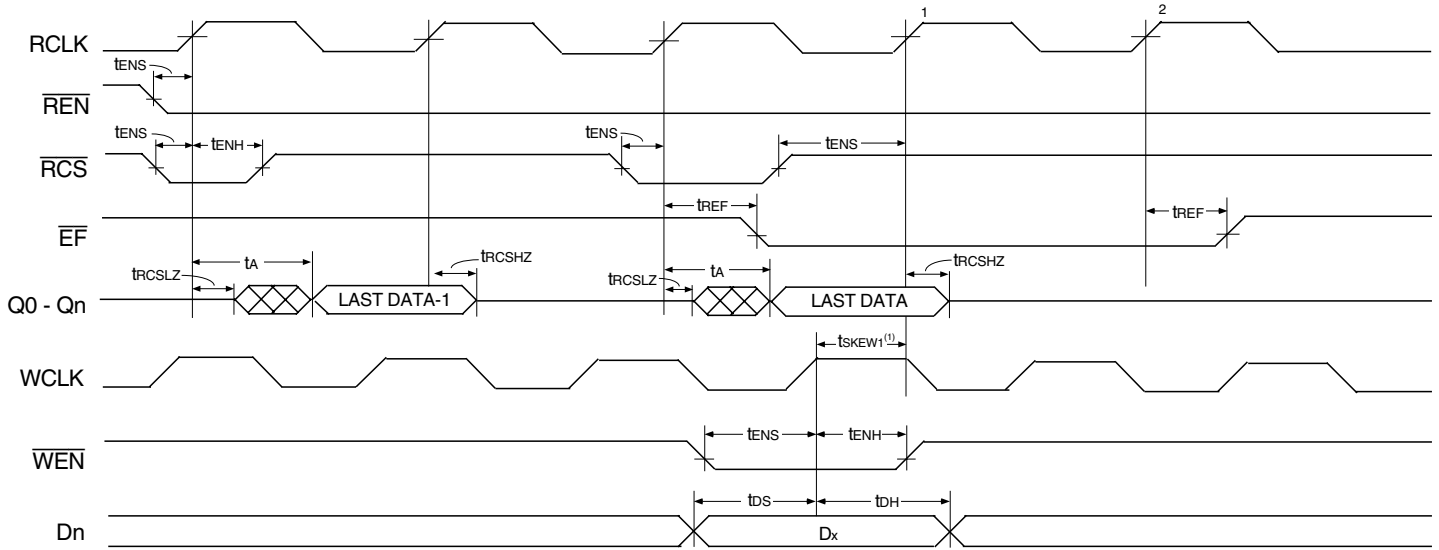 1 2
RCLK
tENS
REN
tENS tENH tENS tENS
RCS
tREF tREF
EF
tRCSLZ tA tRCSHZ tRCSLZ tA tRCSHZ
Q0 - Qn LAST DATA-1 LAST DATA
tSKEW1(1)
WCLK
tENS tENH
WEN
tDS tDH
Dn Dx